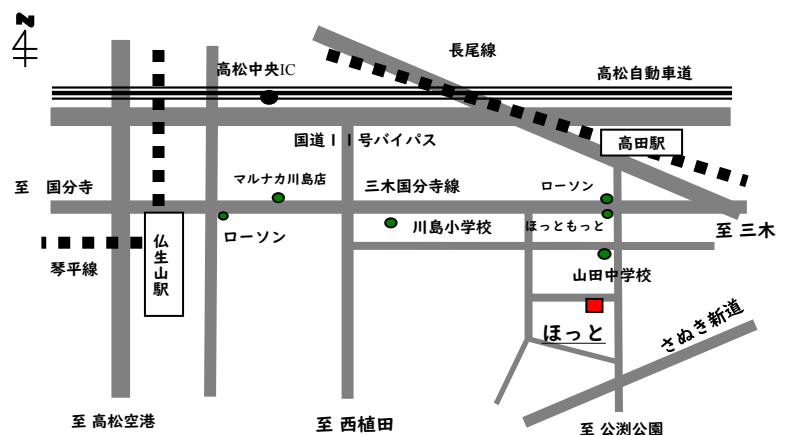 N
長尾線
高松中央IC
高松自動車道
国道11号バイパス
高田駅
至 国分寺
マルナカ川島店
三木国分寺線
ローソン
ローソン
川島小学校
ほっともっと
至 三木
琴平線
仏生山駅
山田中学校
ほっと
さぬき新道
至 高松空港
至 西植田
至 公渕公園